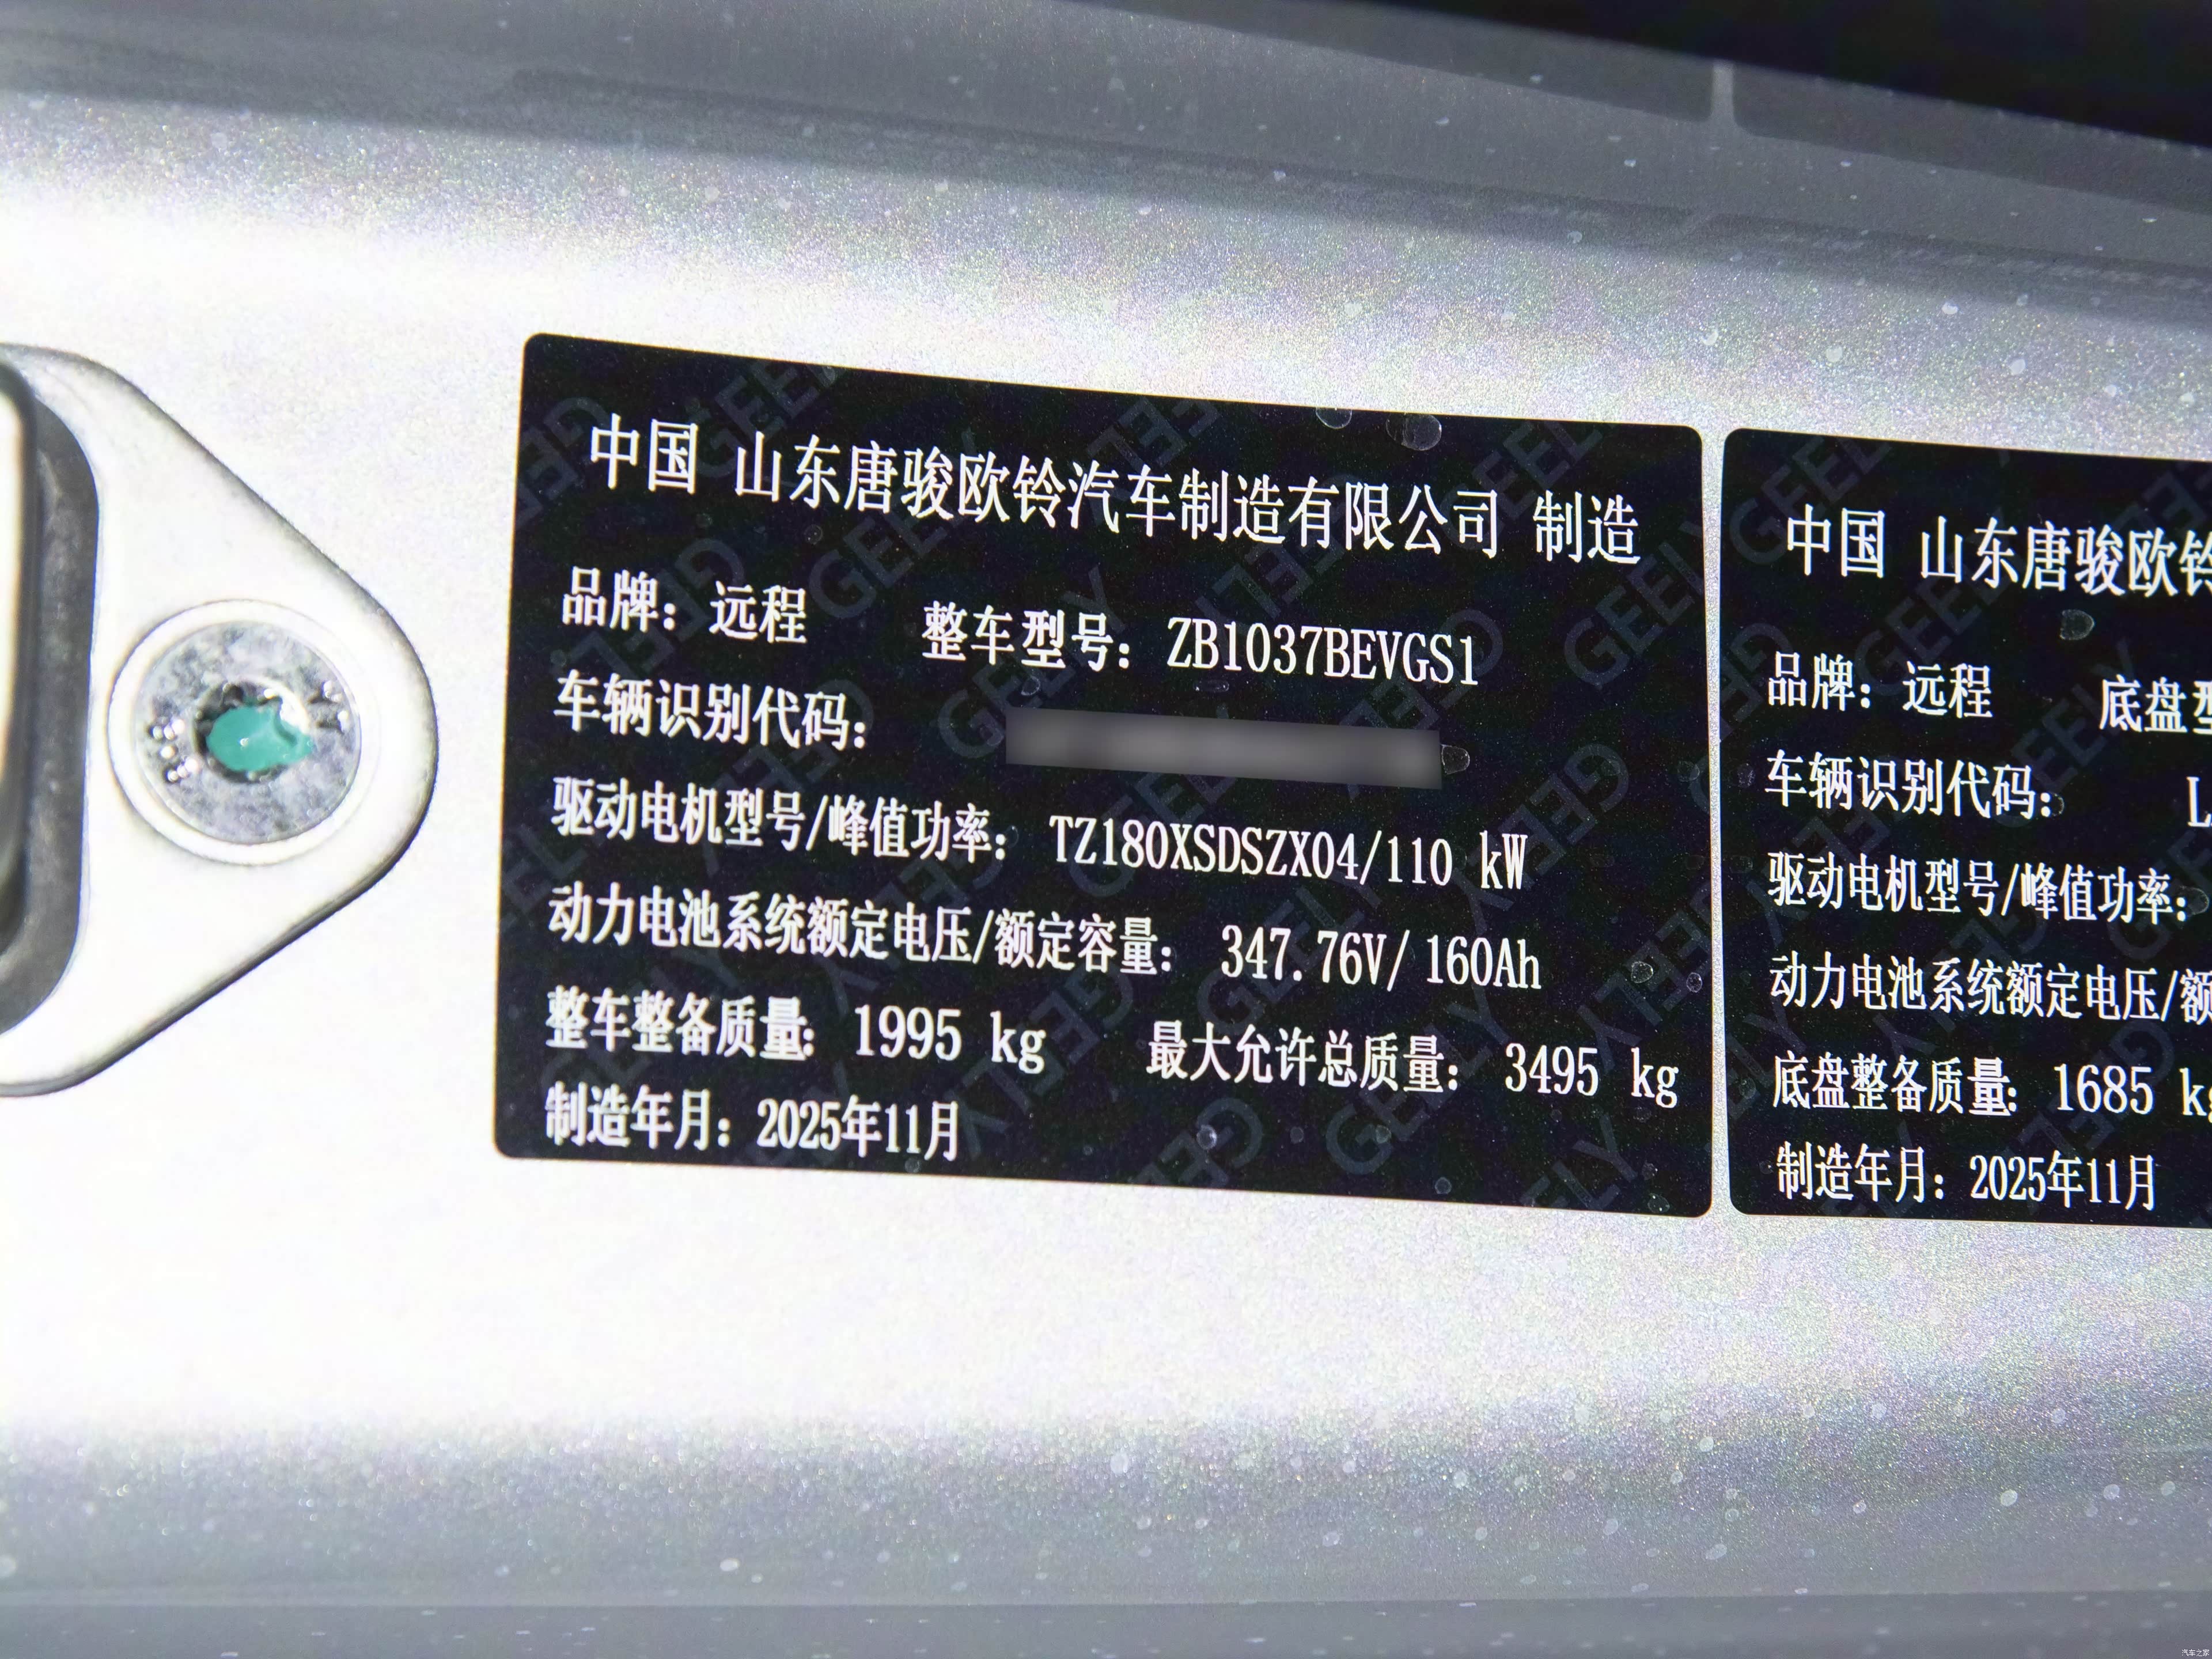 中国 山东唐骏欧铃汽车制造有限公司 制造
品牌：远程 整车型号：ZB1037BEVGS1
车辆识别代码：
驱动电机型号/峰值功率：TZ180XSDSZX04/110 kW
动力电池系统额定电压/额定容量：347.76V/160Ah
整车整备质量：1995 kg 最大允许总质量：3495 kg
制造年月：2025年11月
中国 山东唐骏欧铃
品牌：远程 底盘型
车辆识别代码：L
驱动电机型号/峰值功率：
动力电池系统额定电压/额
底盘整备质量：1685 kg
制造年月：2025年11月
GEELY
汽车之家